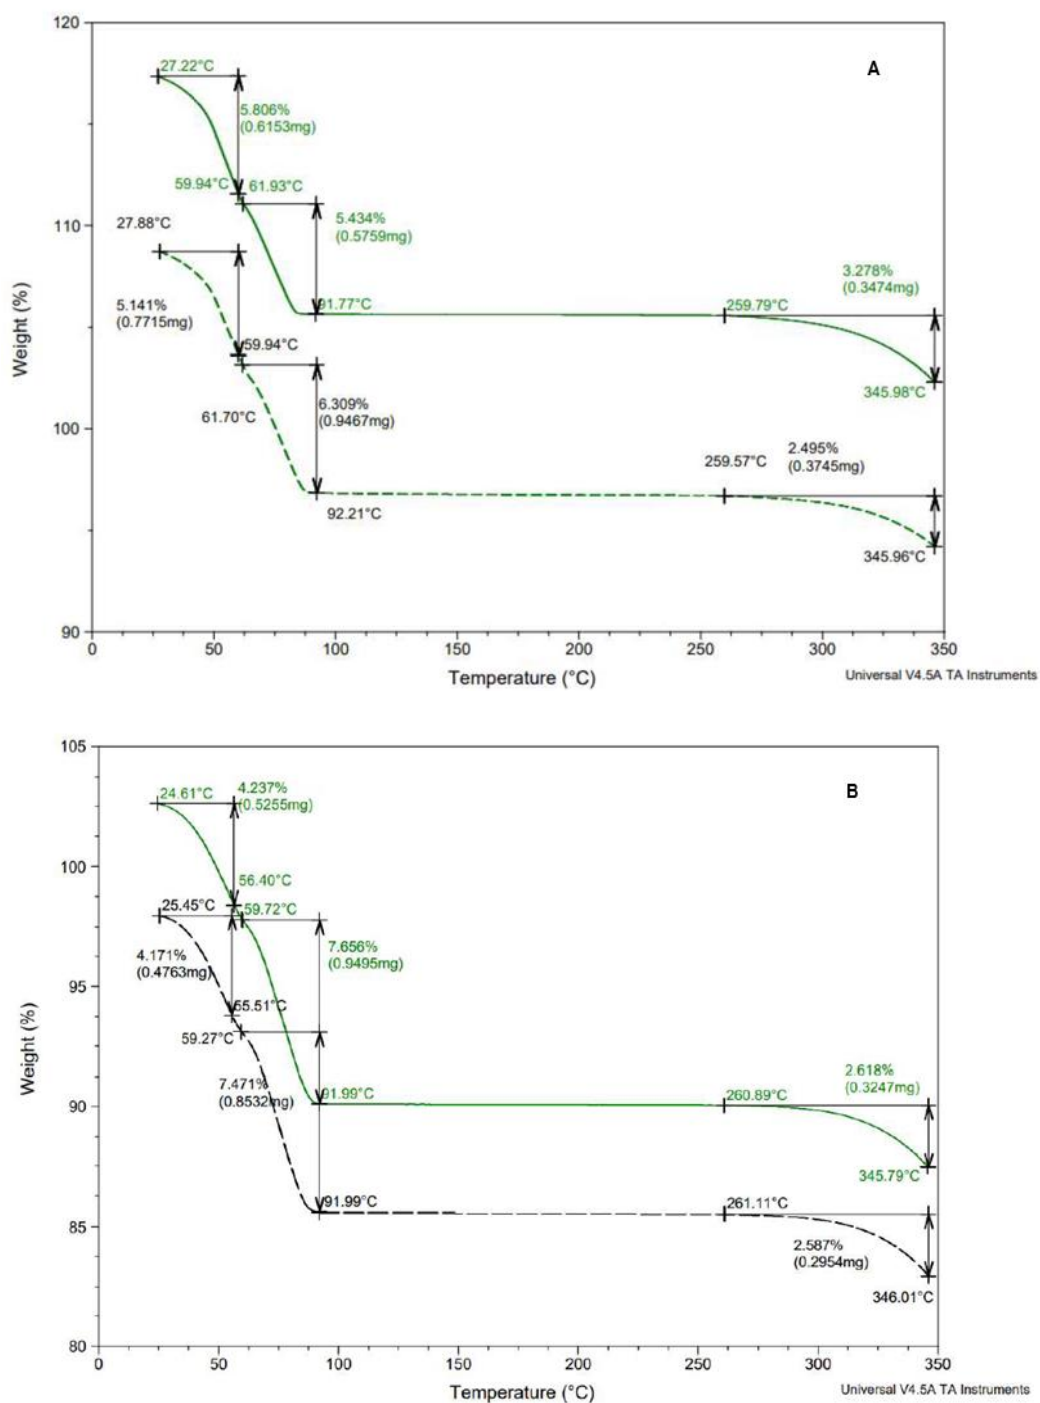 120
A
27.22°C
5.806%
(0.6153mg)
59.94°C
61.93°C
27.88°C
110
5.434%
(0.5759mg)
3.278%
(0.3474mg)
5.141%
(0.7715mg)
91.77°C
259.79°C
Weight (%)
59.94°C
345.98°C
6.309%
(0.9467mg)
61.70°C
100
2.495%
(0.3745mg)
259.57°C
92.21°C
345.96°C
90
0
50
100
150
200
250
300
350
Temperature (°C)
Universal V4.5A TA Instruments
105
B
24.61°C
4.237%
(0.5255mg)
100
56.40°C
25.45°C
59.72°C
7.656%
(0.9495mg)
4.171%
(0.4763mg)
95
55.51°C
59.27°C
Weight (%)
7.471%
(0.8532mg)
91.99°C
260.89°C
2.618%
(0.3247mg)
90
345.79°C
91.99°C
261.11°C
85
2.587%
(0.2954mg)
346.01°C
80
0
50
100
150
200
250
300
350
Temperature (°C)
Universal V4.5A TA Instruments